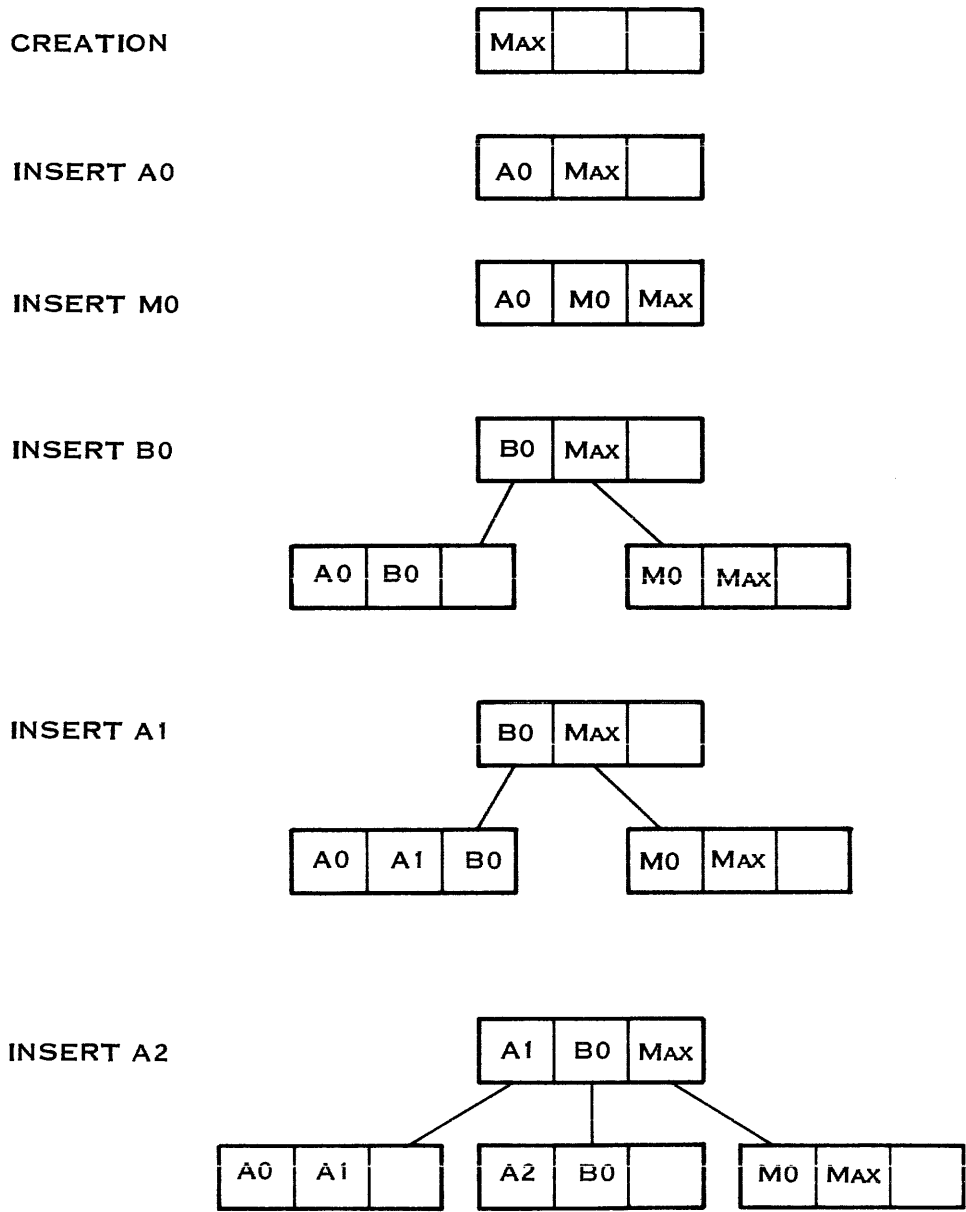 CREATION
MAX
INSERT A0
A0 MAX
INSERT M0
A0 M0 MAX
INSERT B0
B0 MAX
A0 B0
M0 MAX
INSERT A1
B0 MAX
A0 A1 B0
M0 MAX
INSERT A2
A1 B0 MAX
A0 A1
A2 B0
M0 MAX